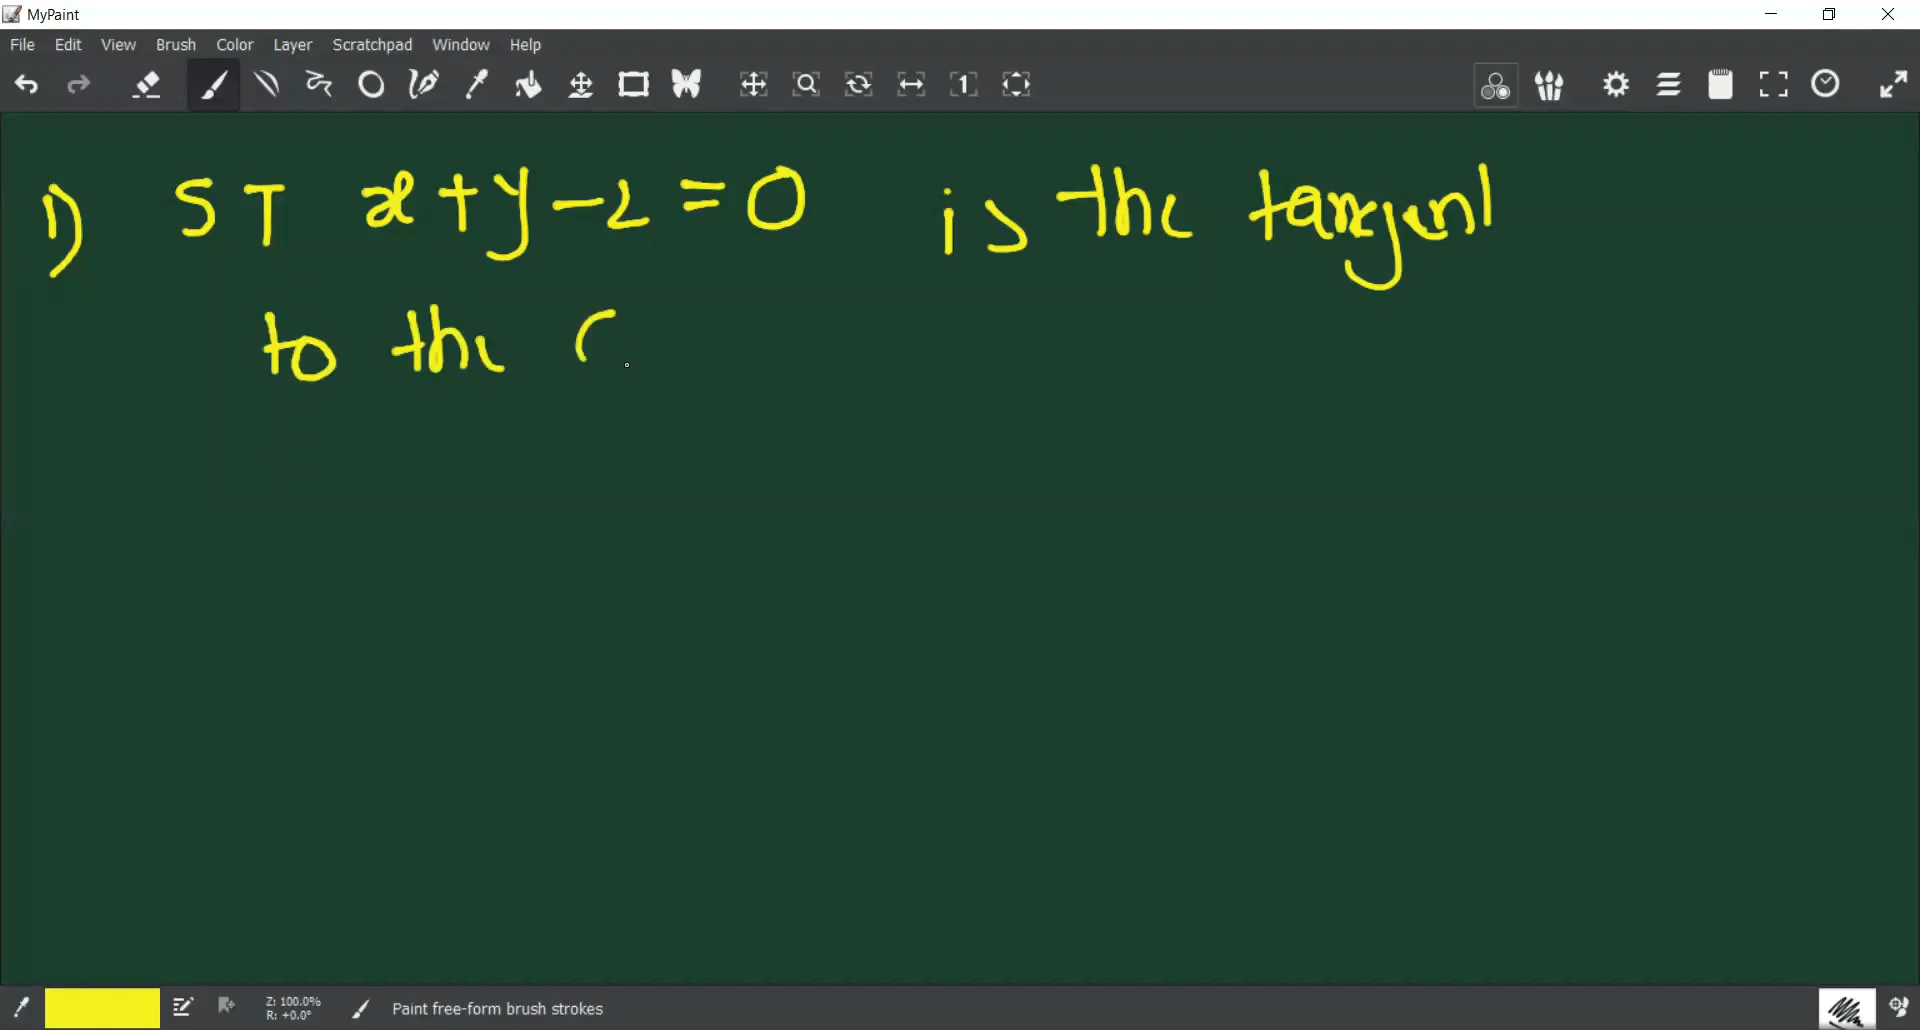 MyPaint
File Edit View Brush Color Layer Scratchpad Window Help
1) ST x+y-2=0 is the tangent
to the C
Z: 100.0%
R: +0.0°
Paint free-form brush strokes